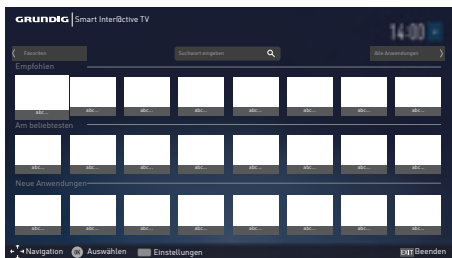 GRUNDIG Smart Inter@ctive TV
14:00
Favoriten Suchwort eingeben Alle Anwendungen
Empfohlen
abc... abc... abc... abc... abc... abc... abc... abc...
Am beliebtesten
abc... abc... abc... abc... abc... abc... abc... abc...
Neue Anwendungen
abc... abc... abc... abc... abc... abc... abc... abc...
Navigation OK Auswählen Einstellungen EXIT Beenden